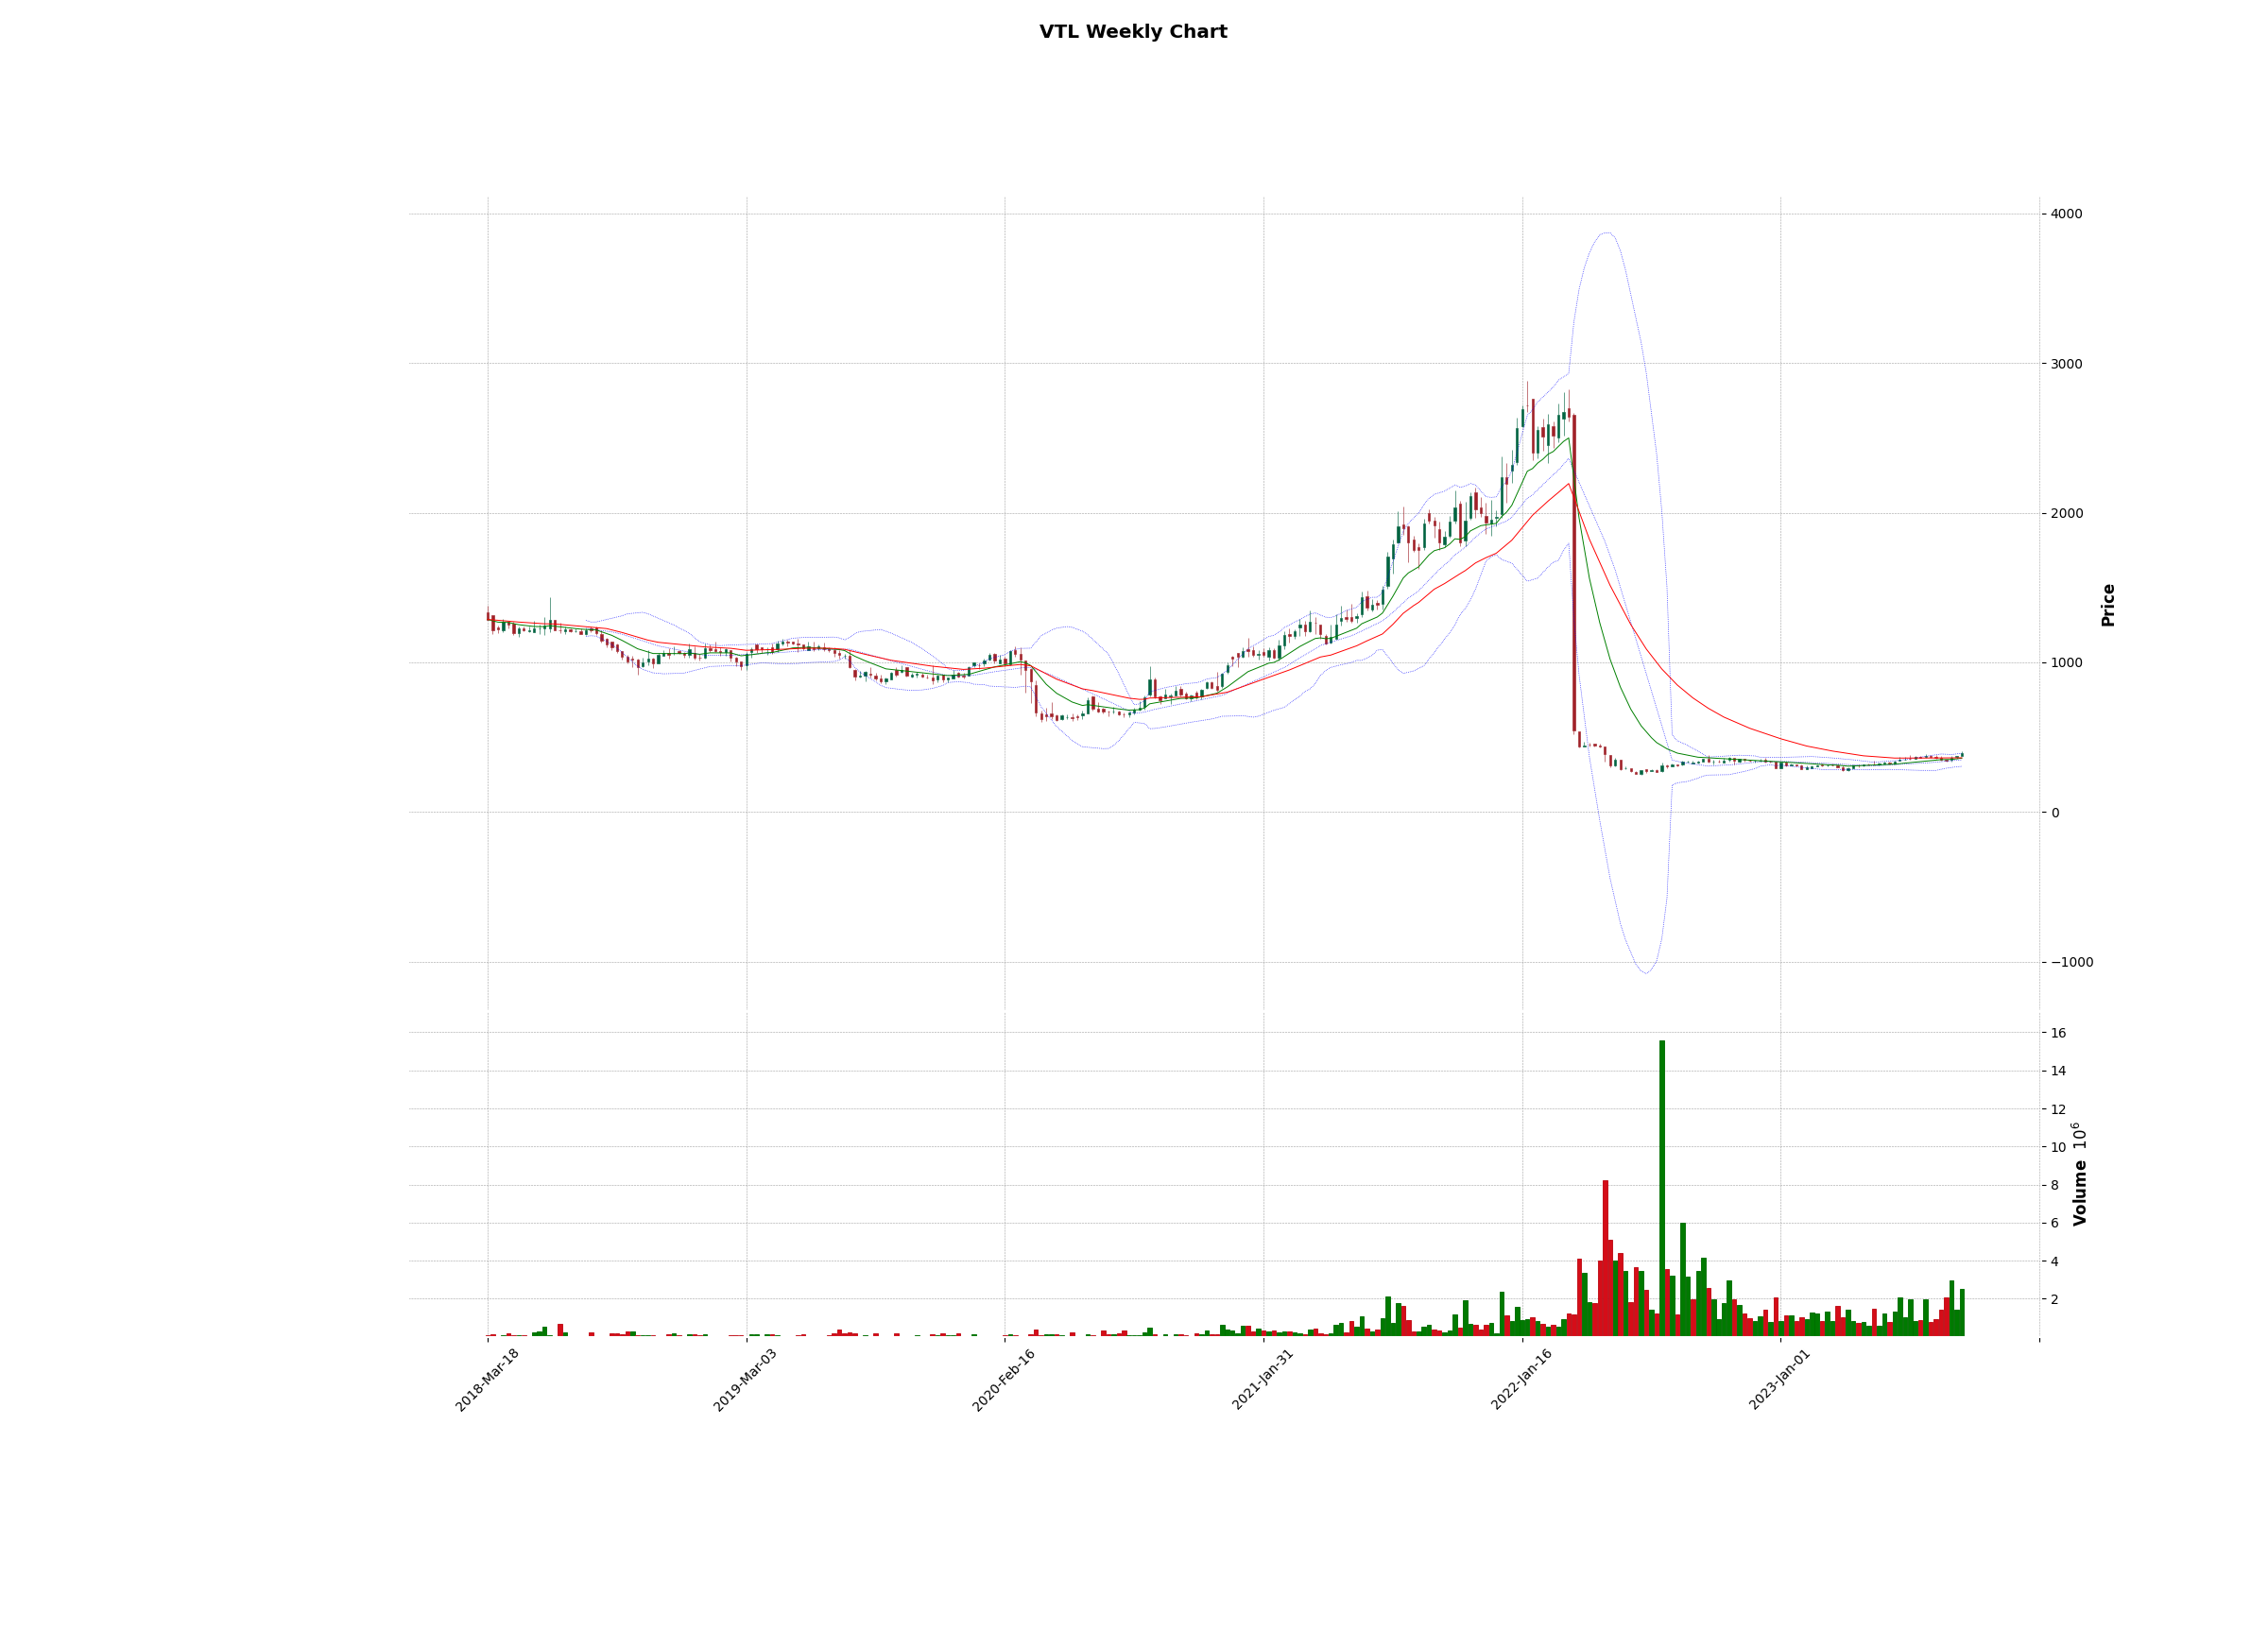 VTL Weekly Chart
4000
3000
2000
1000
0
−1000
Price
16
14
12
10
8
6
4
2
Volume 10^6
2018-Mar-18
2019-Mar-03
2020-Feb-16
2021-Jan-31
2022-Jan-16
2023-Jan-01